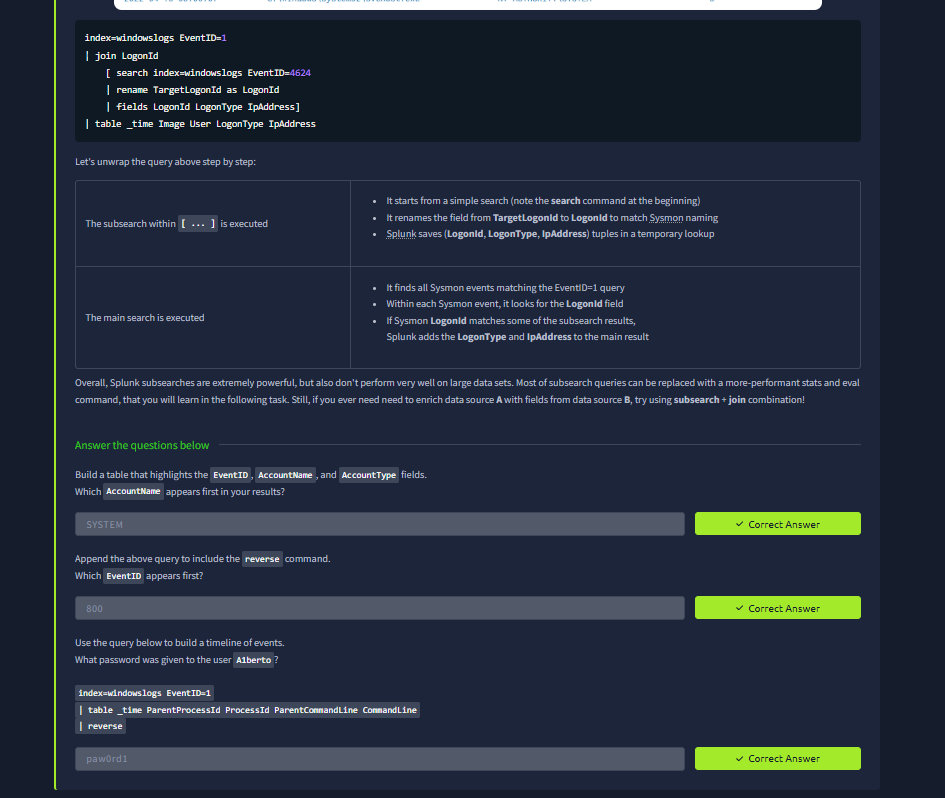 index=windowslogs EventID=1
| join LogonId
[ search index=windowslogs EventID=4624
| rename TargetLogonId as LogonId
| fields LogonId LogonType IpAddress]
| table _time Image User LogonType IpAddress
Let's unwrap the query above step by step:
The subsearch within [ ... ] is executed
• It starts from a simple search (note the search command at the beginning)
• It renames the field from TargetLogonId to LogonId to match Sysmon naming
• Splunk saves (LogonId, LogonType, IpAddress) tuples in a temporary lookup
The main search is executed
• It finds all Sysmon events matching the EventID=1 query
• Within each Sysmon event, it looks for the LogonId field
• If Sysmon LogonId matches some of the subsearch results,
Splunk adds the LogonType and IpAddress to the main result
Overall, Splunk subsearches are extremely powerful, but also don't perform very well on large data sets. Most of subsearch queries can be replaced with a more-performant stats and eval
command, that you will learn in the following task. Still, if you ever need need to enrich data source A with fields from data source B, try using subsearch + join combination!
Answer the questions below
Build a table that highlights the EventID, AccountName, and AccountType fields.
Which AccountName appears first in your results?
SYSTEM
✓ Correct Answer
Append the above query to include the reverse command.
Which EventID appears first?
800
✓ Correct Answer
Use the query below to build a timeline of events.
What password was given to the user A1berto?
index=windowslogs EventID=1
| table _time ParentProcessId ProcessId ParentCommandLine CommandLine
| reverse
paw0rd1
✓ Correct Answer